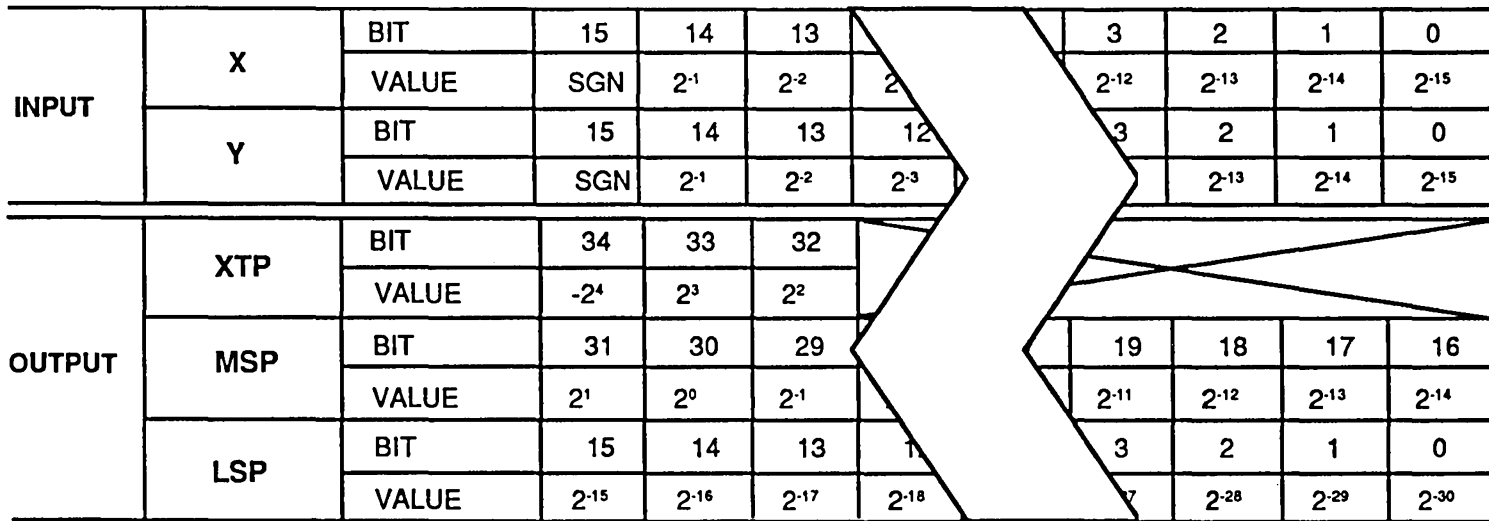 BIT 15 14 13 3 2 1 0
X
VALUE SGN 2⁻¹ 2⁻² 2 2⁻¹² 2⁻¹³ 2⁻¹⁴ 2⁻¹⁵
INPUT
BIT 15 14 13 12 3 2 1 0
Y
VALUE SGN 2⁻¹ 2⁻² 2⁻³ 2⁻¹³ 2⁻¹⁴ 2⁻¹⁵
BIT 34 33 32
XTP
VALUE -2⁴ 2³ 2²
BIT 31 30 29 19 18 17 16
OUTPUT MSP
VALUE 2¹ 2⁰ 2⁻¹ 2⁻¹¹ 2⁻¹² 2⁻¹³ 2⁻¹⁴
BIT 15 14 13 3 2 1 0
LSP
VALUE 2⁻¹⁵ 2⁻¹⁶ 2⁻¹⁷ 2⁻¹⁸ 2⁻²⁸ 2⁻²⁹ 2⁻³⁰